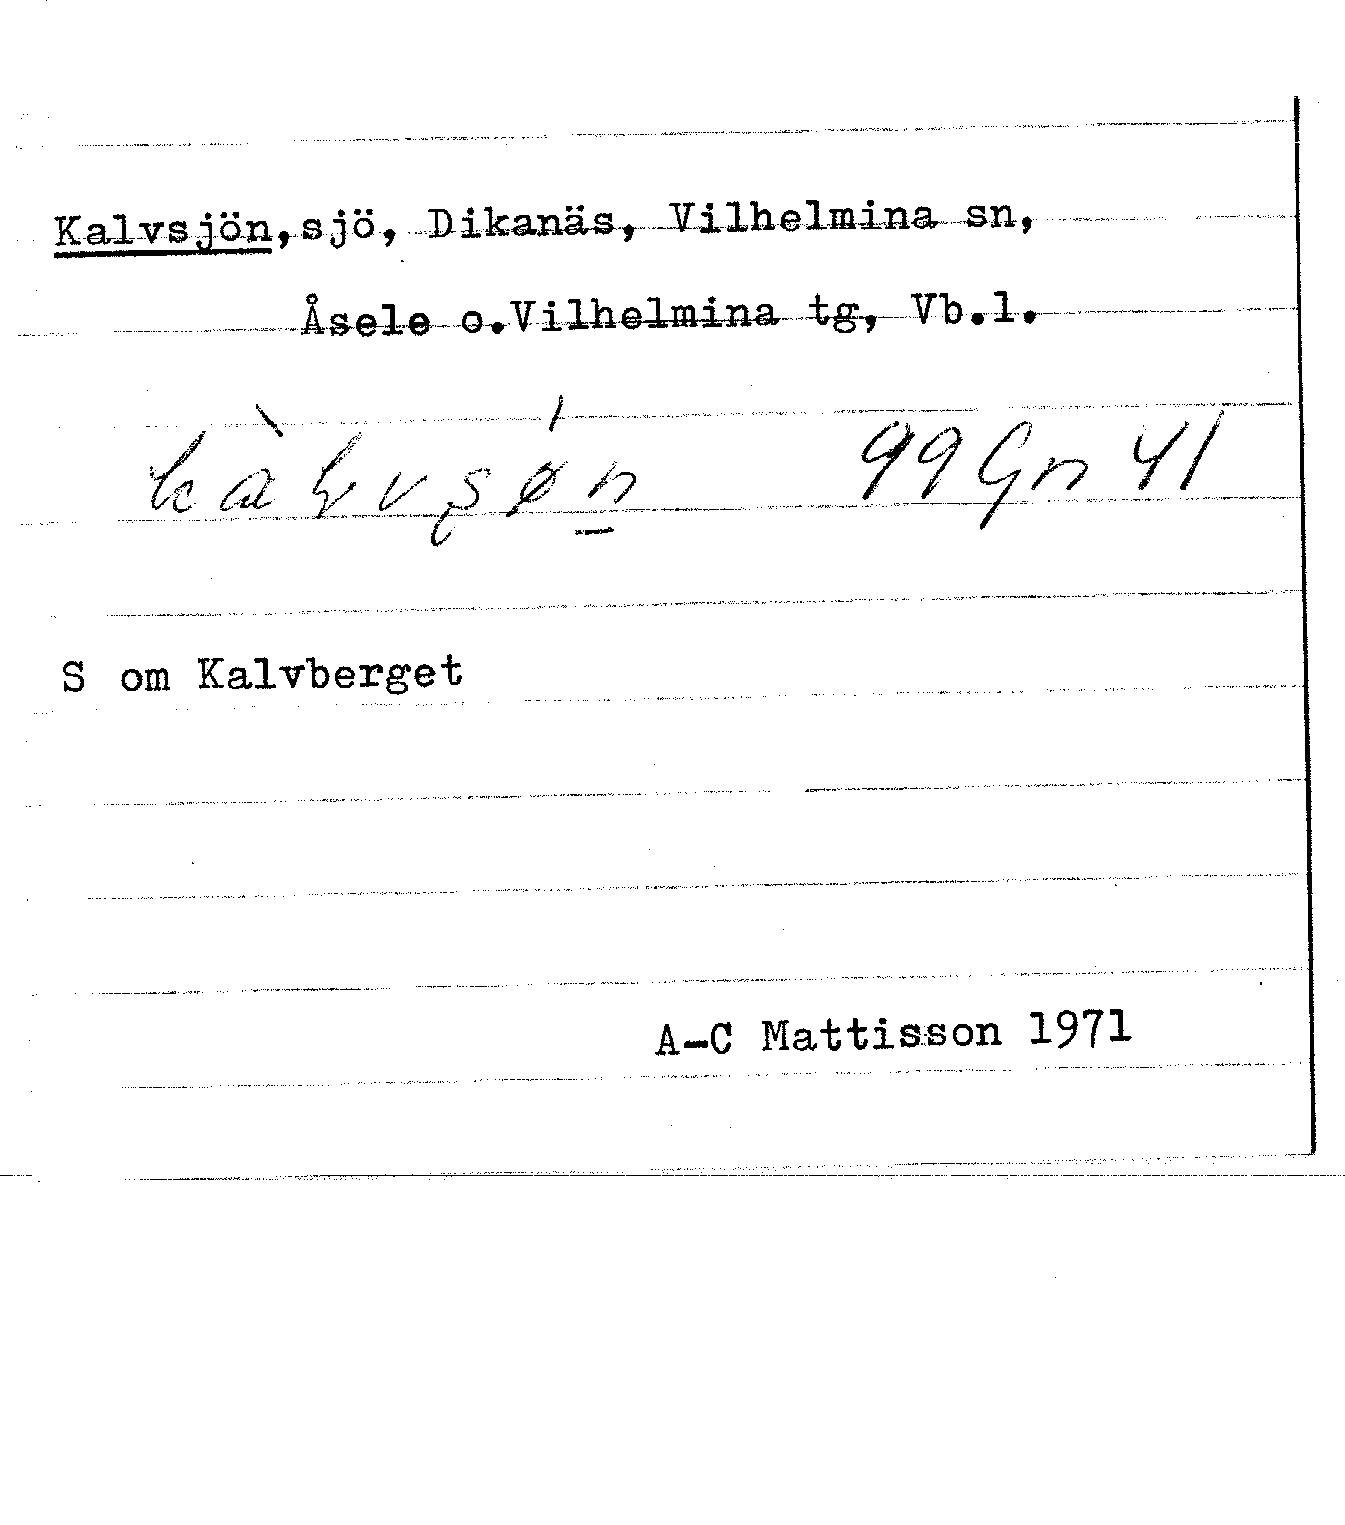 Kalvsjön, sjö, Dikanäs, Vilhelmina sn,
Åsele o.Vilhelmina tg, Vb.l.
99 Gn 41
S om Kalvberget
A-C Mattisson 1971